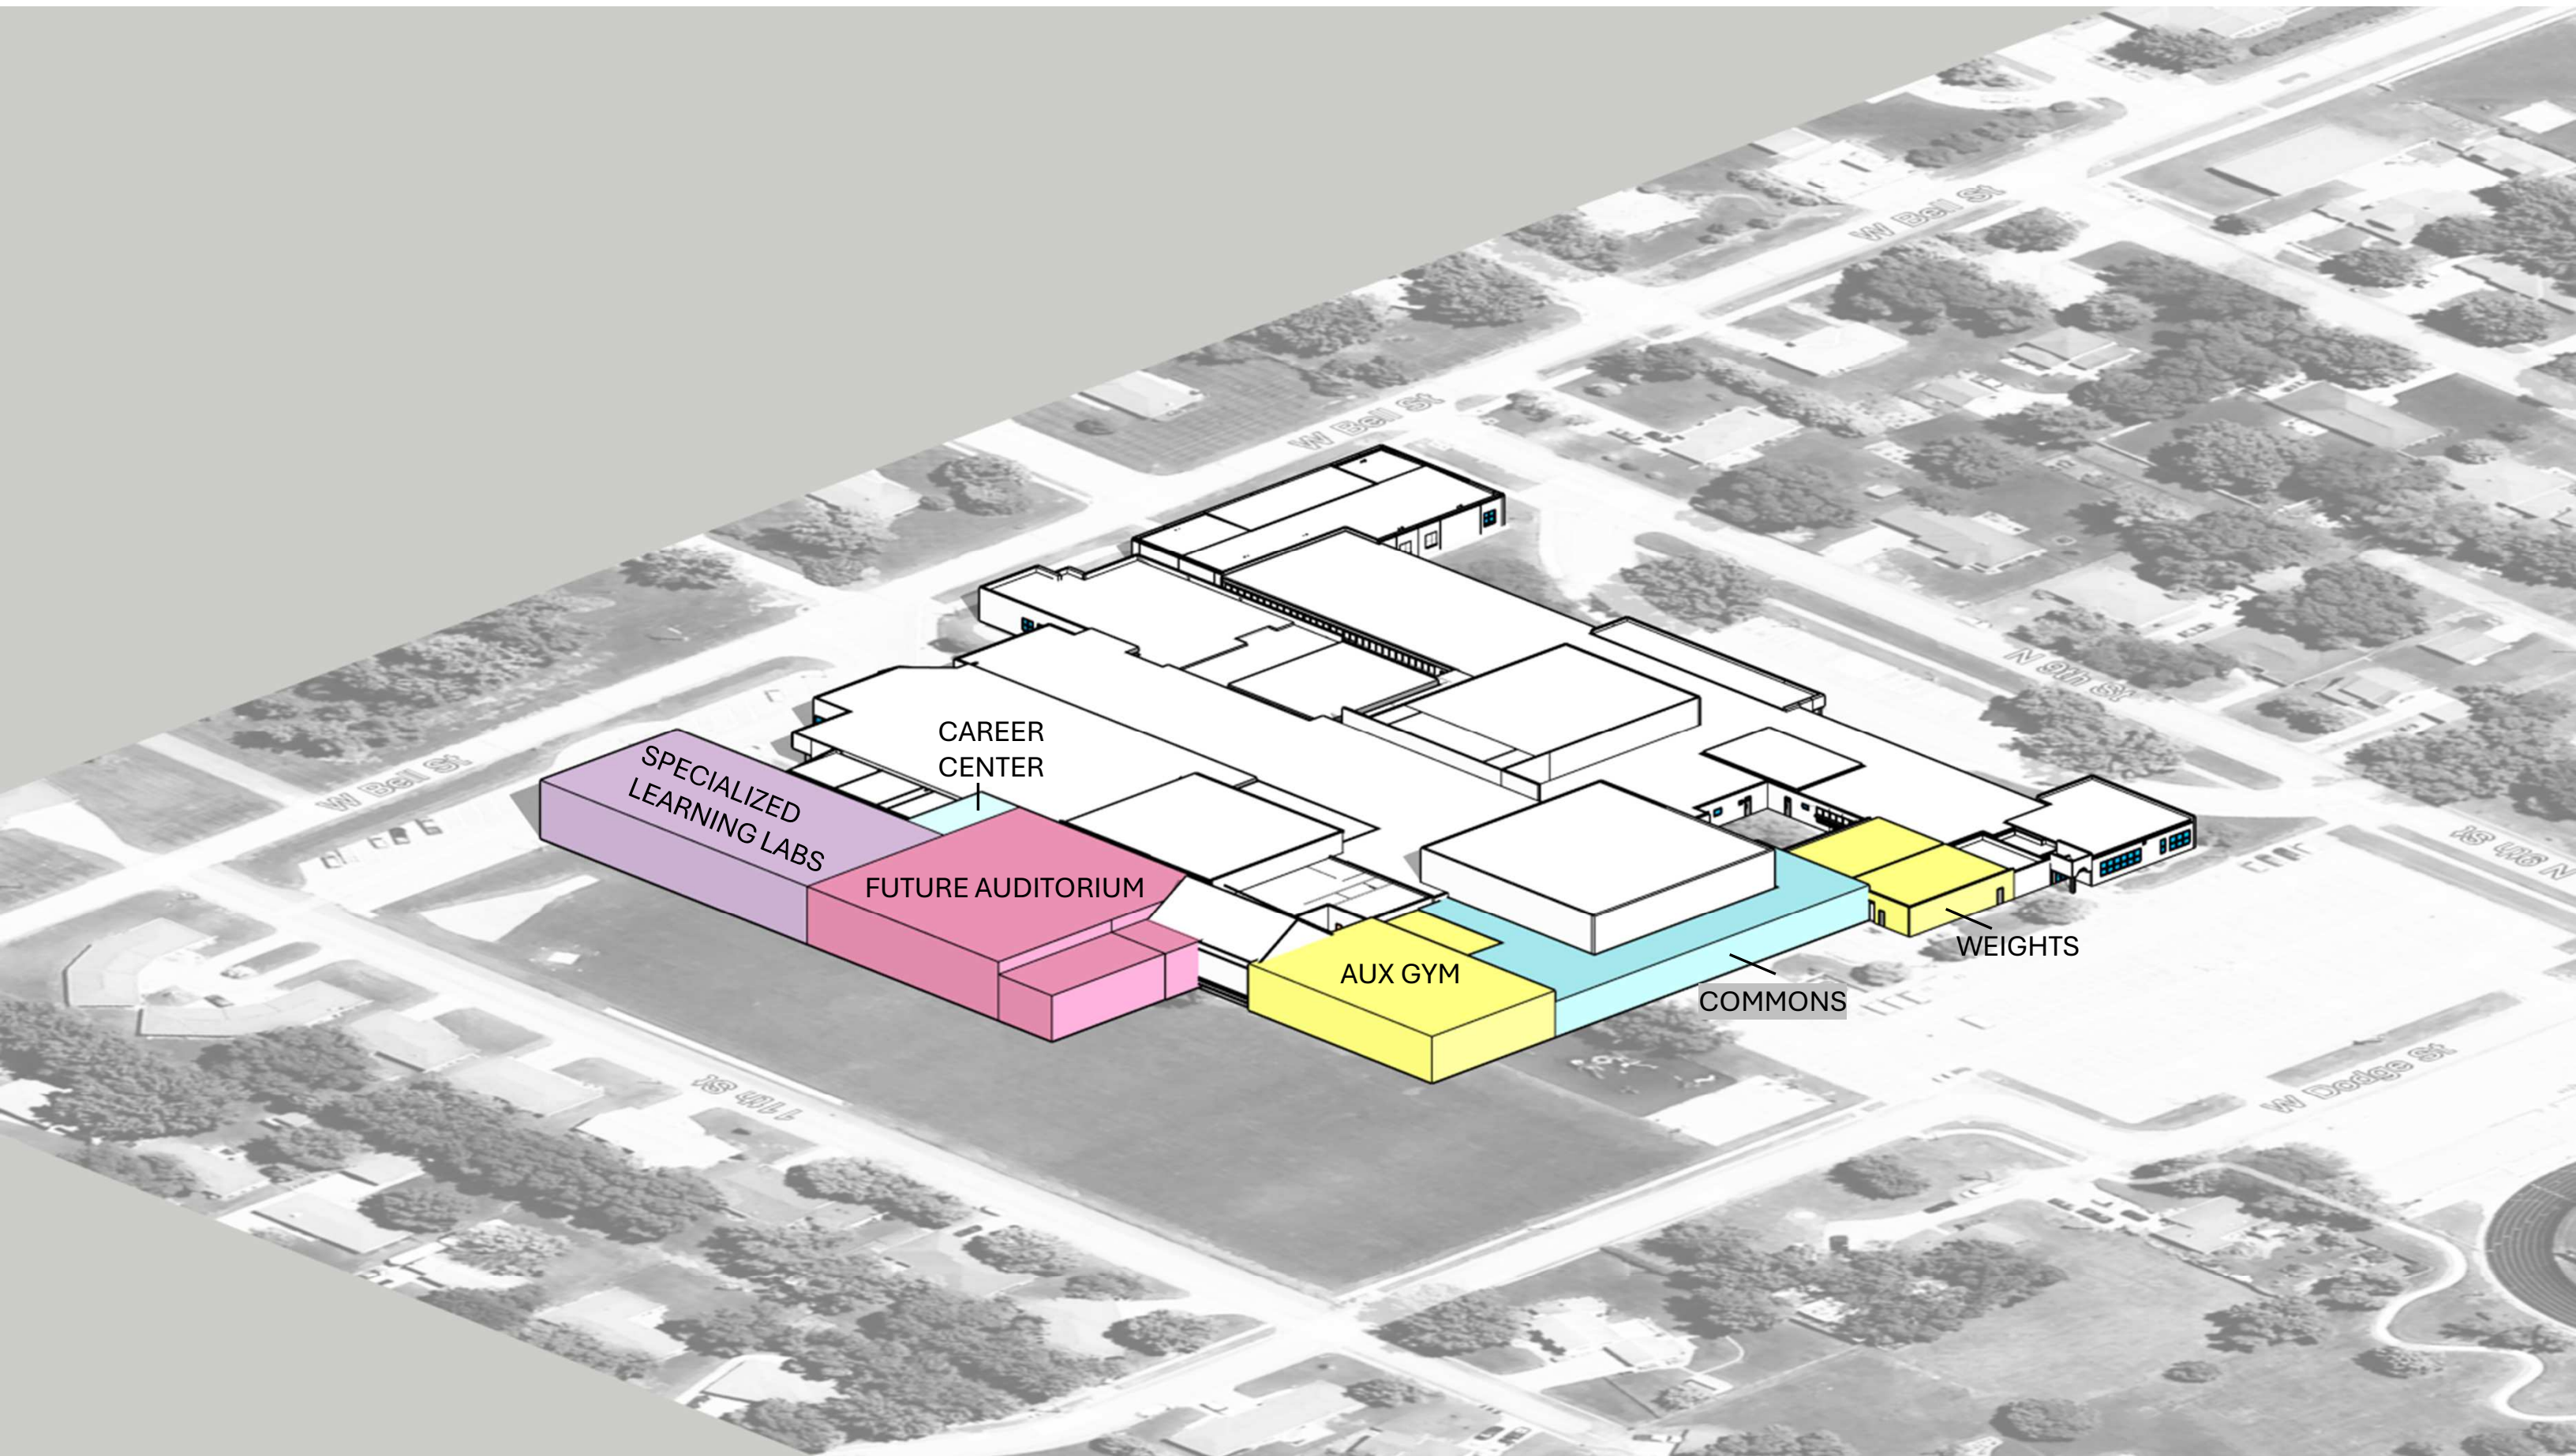 W Bell St
W Bell St
N 9th St
CAREER
CENTER
SPECIALIZED
LEARNING LABS
W Bell St
N 9th St
FUTURE AUDITORIUM
WEIGHTS
AUX GYM
COMMONS
W Dodge St
11th St